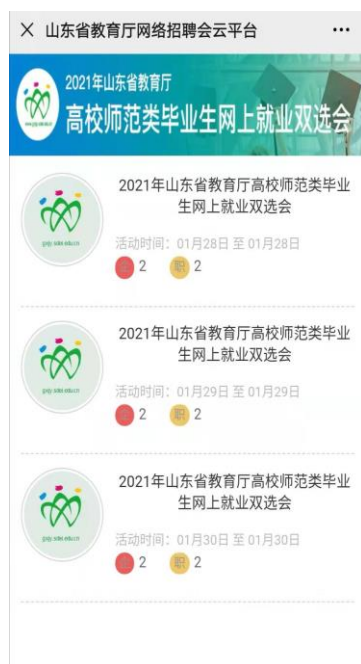 山东省教育厅网络招聘会云平台
2021年山东省教育厅
高校师范类毕业生网上就业双选会
2021年山东省教育厅高校师范类毕业
生网上就业双选会
活动时间：01月28日 至 01月28日
2 职 2
2021年山东省教育厅高校师范类毕业
生网上就业双选会
活动时间：01月29日 至 01月29日
2 职 2
2021年山东省教育厅高校师范类毕业
生网上就业双选会
活动时间：01月30日 至 01月30日
2 职 2